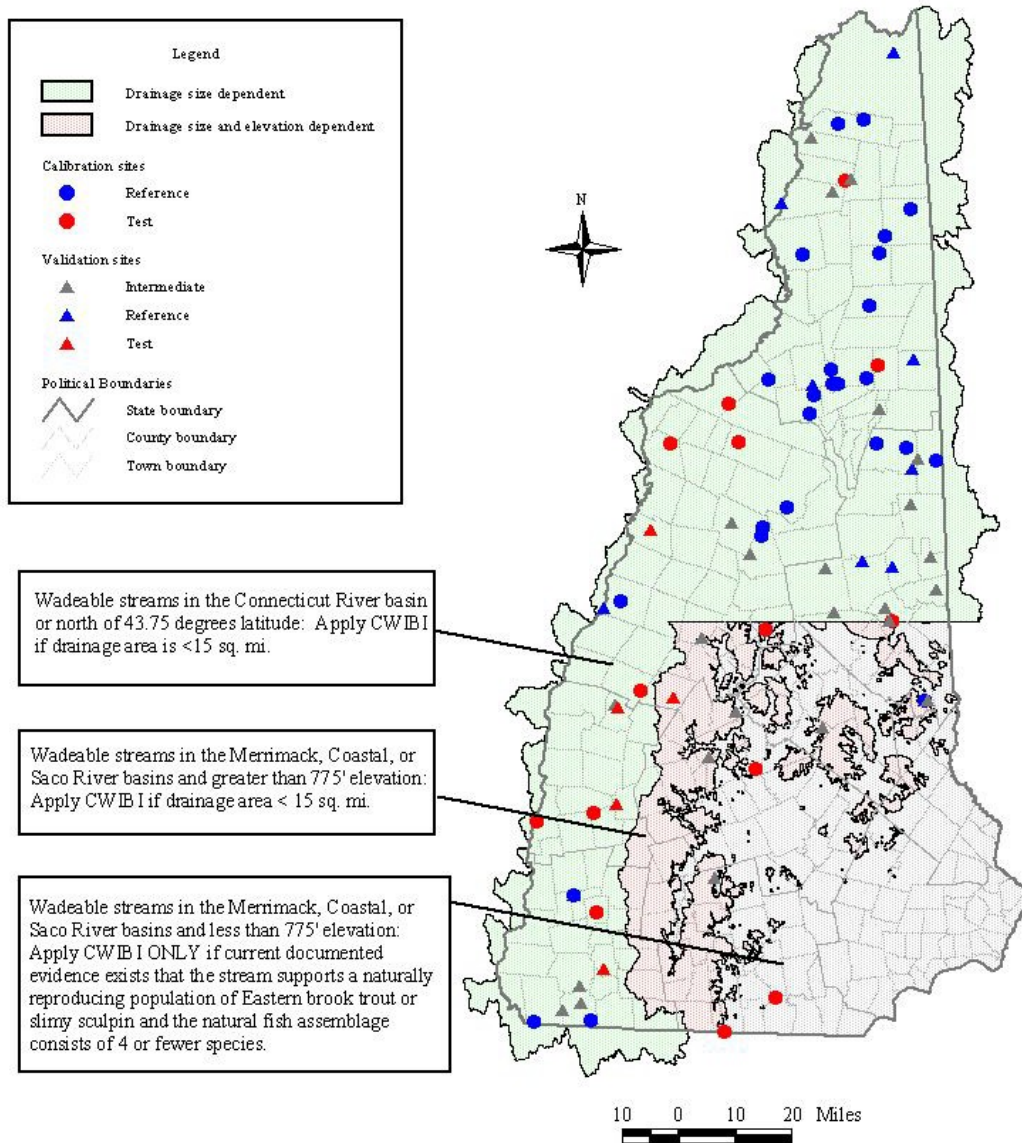 Legend
Drainage size dependent
Drainage size and elevation dependent
Calibration sites
Reference
Test
Validation sites
Intermediate
Reference
Test
Political Boundaries
State boundary
County boundary
Town boundary
N
Wadeable streams in the Connecticut River basin
or north of 43.75 degrees latitude: Apply CWIBI
if drainage area is <15 sq. mi.
Wadeable streams in the Merrimack, Coastal, or
Saco River basins and greater than 775' elevation:
Apply CWIBI if drainage area < 15 sq. mi.
Wadeable streams in the Merrimack, Coastal, or
Saco River basins and less than 775' elevation:
Apply CWIBI ONLY if current documented
evidence exists that the stream supports a naturally
reproducing population of Eastern brook trout or
slimy sculpin and the natural fish assemblage
consists of 4 or fewer species.
10 0 10 20 Miles